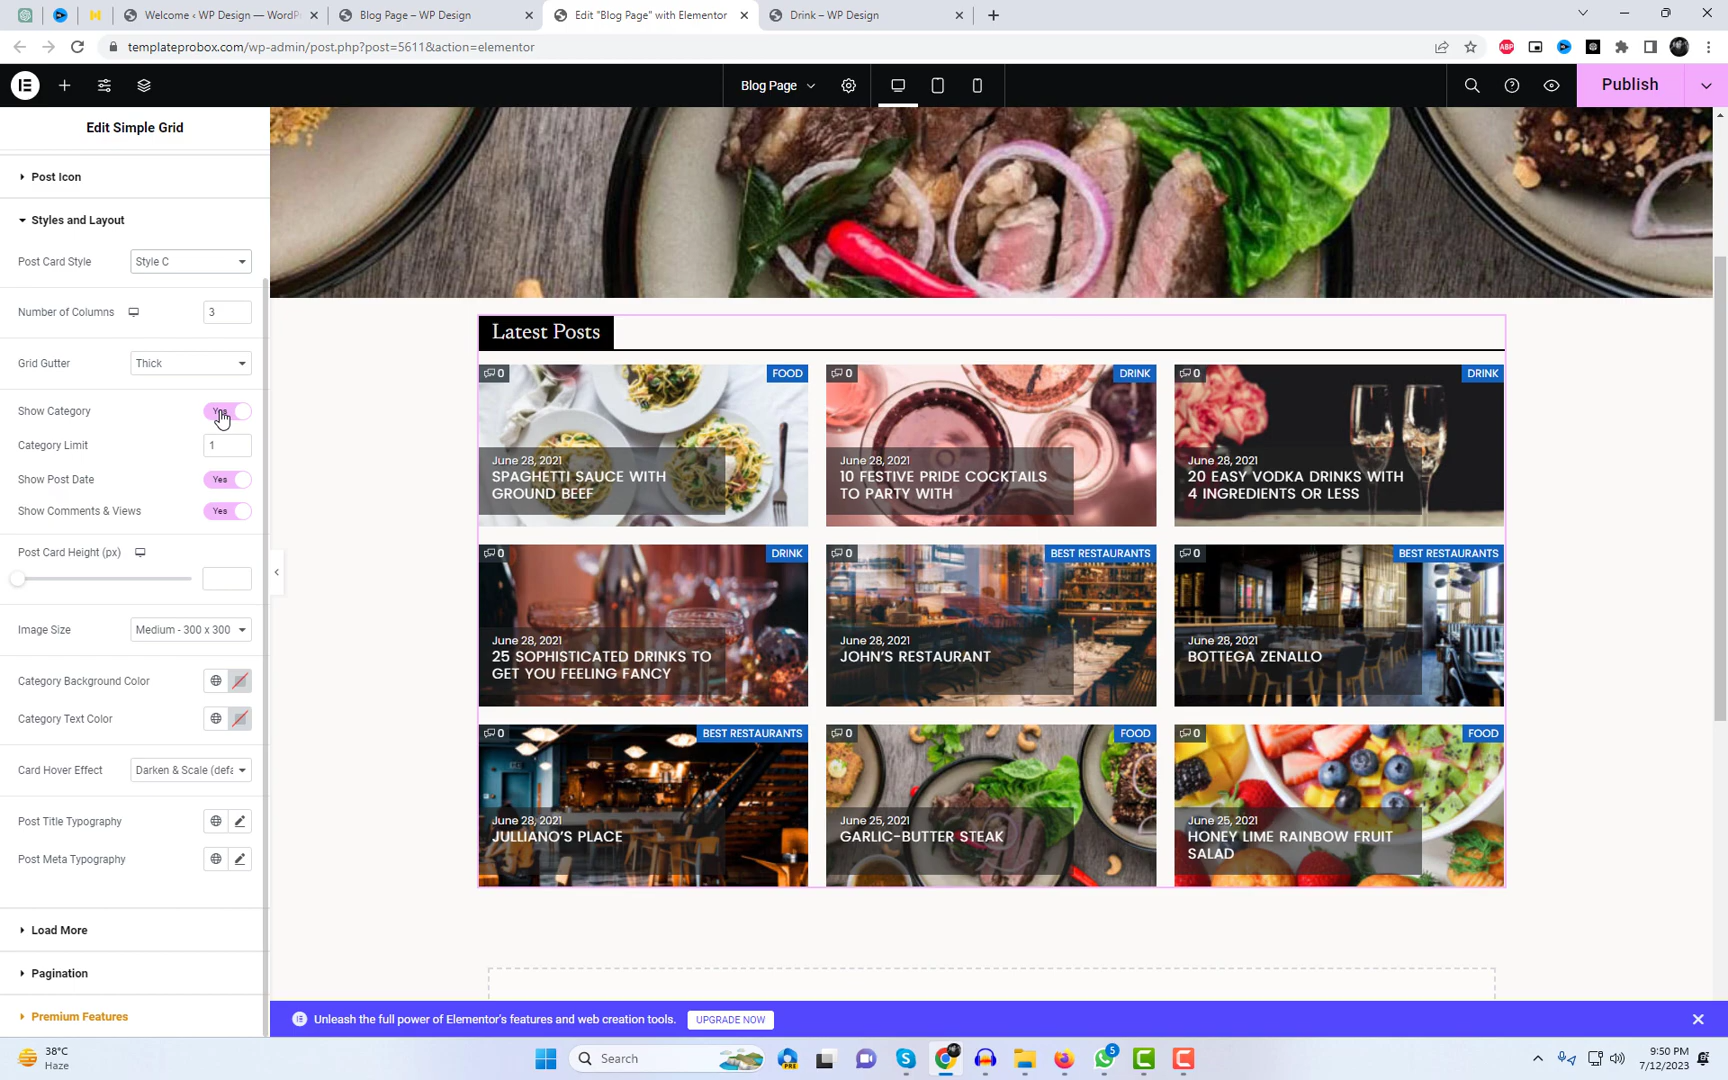 Welcome ‹ WP Design — WordP
Blog Page – WP Design
Edit "Blog Page" with Elementor
Drink – WP Design
templateprobox.com/wp-admin/post.php?post=5611&action=elementor
ABP
Blog Page
Publish
Edit Simple Grid
Post Icon
Styles and Layout
Post Card Style
Style C
Number of Columns
3
Grid Gutter
Thick
Show Category
Yes
Category Limit
1
Show Post Date
Yes
Show Comments & Views
Yes
Post Card Height (px)
Image Size
Medium - 300 x 300
Category Background Color
Category Text Color
Card Hover Effect
Darken & Scale (defa
Post Title Typography
Post Meta Typography
Load More
Pagination
Premium Features
Latest Posts
0
FOOD
June 28, 2021
SPAGHETTI SAUCE WITH
GROUND BEEF
0
DRINK
June 28, 2021
10 FESTIVE PRIDE COCKTAILS
TO PARTY WITH
0
DRINK
June 28, 2021
20 EASY VODKA DRINKS WITH
4 INGREDIENTS OR LESS
0
DRINK
June 28, 2021
25 SOPHISTICATED DRINKS TO
GET YOU FEELING FANCY
0
BEST RESTAURANTS
June 28, 2021
JOHN'S RESTAURANT
0
BEST RESTAURANTS
June 28, 2021
BOTTEGA ZENALLO
0
BEST RESTAURANTS
June 28, 2021
JULLIANO'S PLACE
0
FOOD
June 25, 2021
GARLIC-BUTTER STEAK
0
FOOD
June 25, 2021
HONEY LIME RAINBOW FRUIT
SALAD
Unleash the full power of Elementor's features and web creation tools.
UPGRADE NOW
38°C
Haze
Search
PRE
5
9:50 PM
7/12/2023